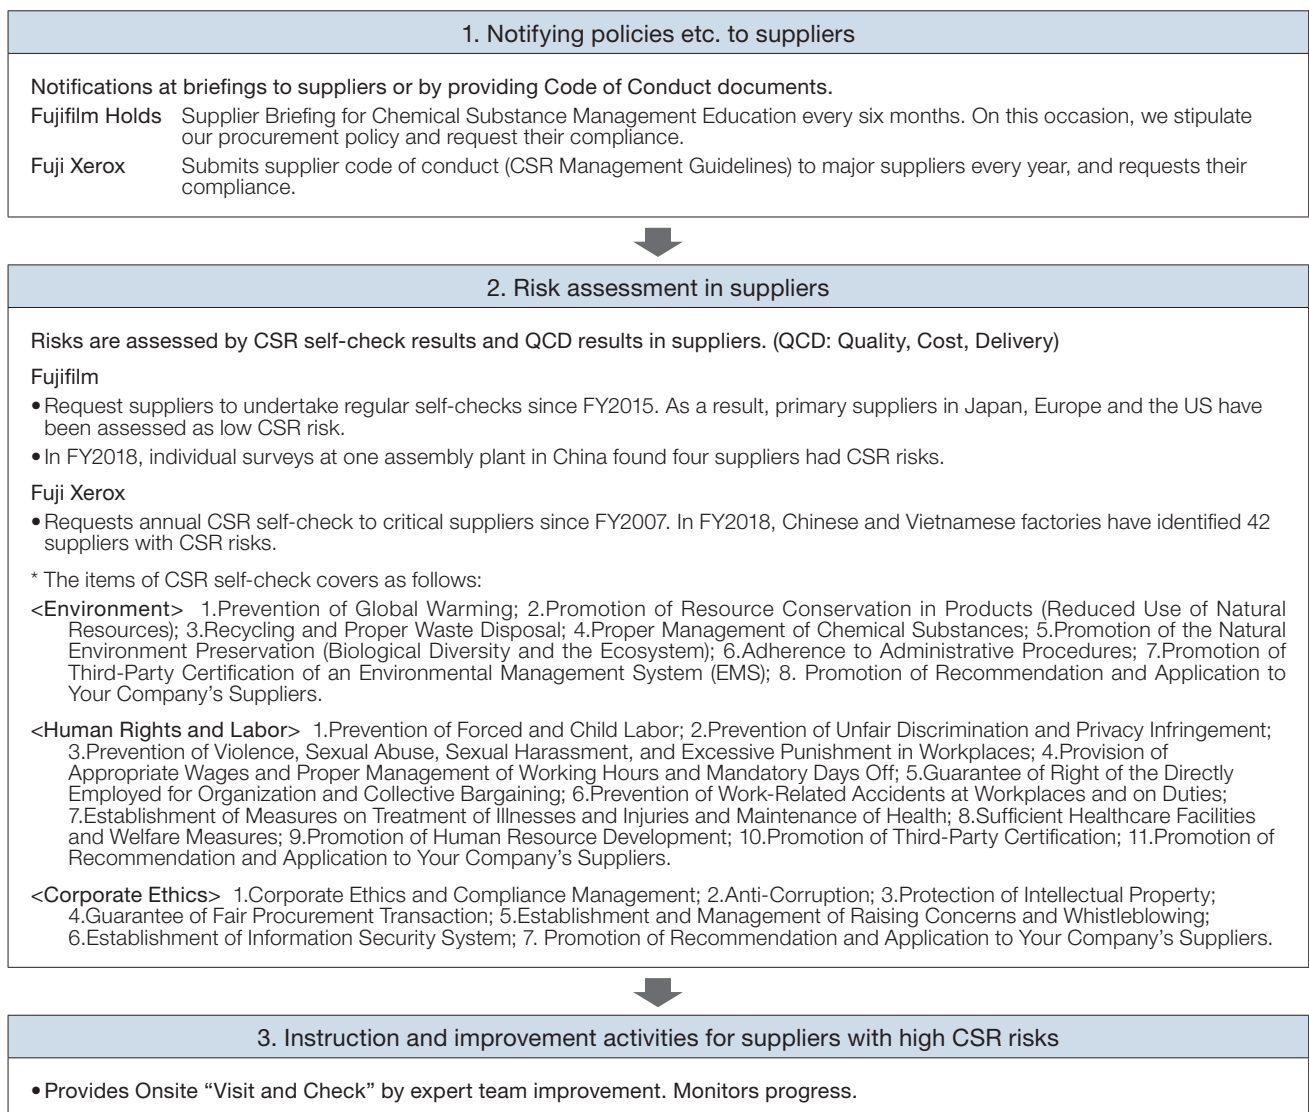 1. Notifying policies etc. to suppliers
Notifications at briefings to suppliers or by providing Code of Conduct documents.
Fujifilm Holds Supplier Briefing for Chemical Substance Management Education every six months. On this occasion, we stipulate
our procurement policy and request their compliance.
Fuji Xerox Submits supplier code of conduct (CSR Management Guidelines) to major suppliers every year, and requests their
compliance.
2. Risk assessment in suppliers
Risks are assessed by CSR self-check results and QCD results in suppliers. (QCD: Quality, Cost, Delivery)
Fujifilm
• Request suppliers to undertake regular self-checks since FY2015. As a result, primary suppliers in Japan, Europe and the US have
been assessed as low CSR risk.
• In FY2018, individual surveys at one assembly plant in China found four suppliers had CSR risks.
Fuji Xerox
• Requests annual CSR self-check to critical suppliers since FY2007. In FY2018, Chinese and Vietnamese factories have identified 42
suppliers with CSR risks.
* The items of CSR self-check covers as follows:
<Environment> 1.Prevention of Global Warming; 2.Promotion of Resource Conservation in Products (Reduced Use of Natural
Resources); 3.Recycling and Proper Waste Disposal; 4.Proper Management of Chemical Substances; 5.Promotion of the Natural
Environment Preservation (Biological Diversity and the Ecosystem); 6.Adherence to Administrative Procedures; 7.Promotion of
Third-Party Certification of an Environmental Management System (EMS); 8. Promotion of Recommendation and Application to
Your Company's Suppliers.
<Human Rights and Labor> 1.Prevention of Forced and Child Labor; 2.Prevention of Unfair Discrimination and Privacy Infringement;
3.Prevention of Violence, Sexual Abuse, Sexual Harassment, and Excessive Punishment in Workplaces; 4.Provision of
Appropriate Wages and Proper Management of Working Hours and Mandatory Days Off; 5.Guarantee of Right of the Directly
Employed for Organization and Collective Bargaining; 6.Prevention of Work-Related Accidents at Workplaces and on Duties;
7.Establishment of Measures on Treatment of Illnesses and Injuries and Maintenance of Health; 8.Sufficient Healthcare Facilities
and Welfare Measures; 9.Promotion of Human Resource Development; 10.Promotion of Third-Party Certification; 11.Promotion of
Recommendation and Application to Your Company's Suppliers.
<Corporate Ethics> 1.Corporate Ethics and Compliance Management; 2.Anti-Corruption; 3.Protection of Intellectual Property;
4.Guarantee of Fair Procurement Transaction; 5.Establishment and Management of Raising Concerns and Whistleblowing;
6.Establishment of Information Security System; 7. Promotion of Recommendation and Application to Your Company's Suppliers.
3. Instruction and improvement activities for suppliers with high CSR risks
• Provides Onsite “Visit and Check” by expert team improvement. Monitors progress.